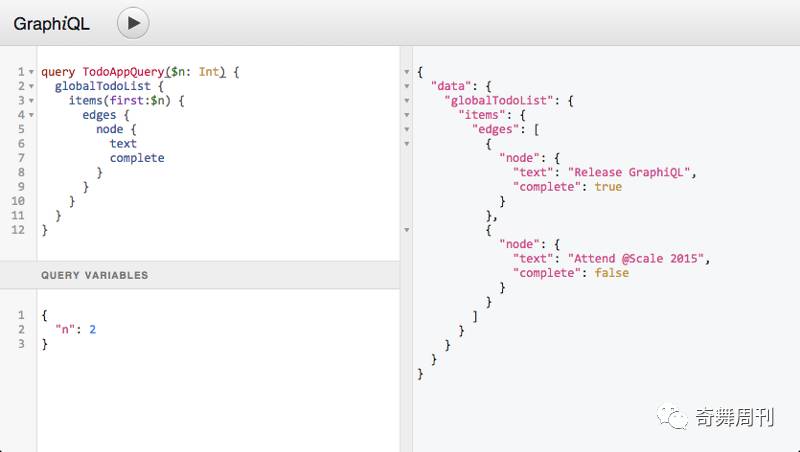 GraphiQL
1 query TodoAppQuery($n: Int) {
2   globalTodoList {
3     items(first:$n) {
4       edges {
5         node {
6           text
7           complete
8         }
9       }
10     }
11   }
12 }
QUERY VARIABLES
1 {
2   "n": 2
3 }
{
  "data": {
    "globalTodoList": {
      "items": {
        "edges": [
          {
            "node": {
              "text": "Release GraphiQL",
              "complete": true
            }
          },
          {
            "node": {
              "text": "Attend @Scale 2015",
              "complete": false
            }
          }
        ]
      }
    }
  }
}
奇舞周刊